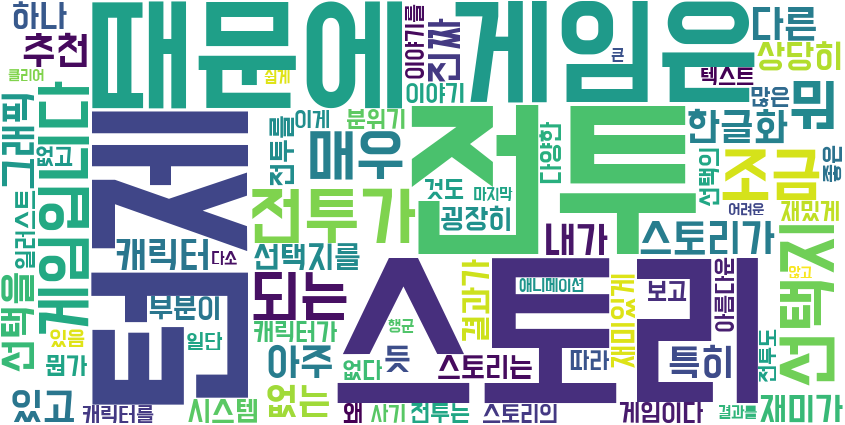 하나
추천
때문에
게임은
이야기를
진짜
싶게
이야기
큰
텍스트
다른
상당히
많은
뭐
클리어
그래픽
없고
게임입니다
일러스트
선택을
있음
뭔가
있고
캐릭터를
캐릭터
다소
부분이
일단
시스템
전투를
이게
분위기
매우
전투가
선택지를
되는
캐릭터가
아주
없는
행군
없다
듯
왜
사기
전투는
전투
것도
마지막
굉장히
다양한
내가
결과가
스토리는
스토리
애니메이션
따라
스토리의
한글화
선택의
조금
어려운
좋은
재밌게
스토리가
재미있게
보고
아름다운
특히
게임이다
않고
선택지
전투도
결과를
재미가